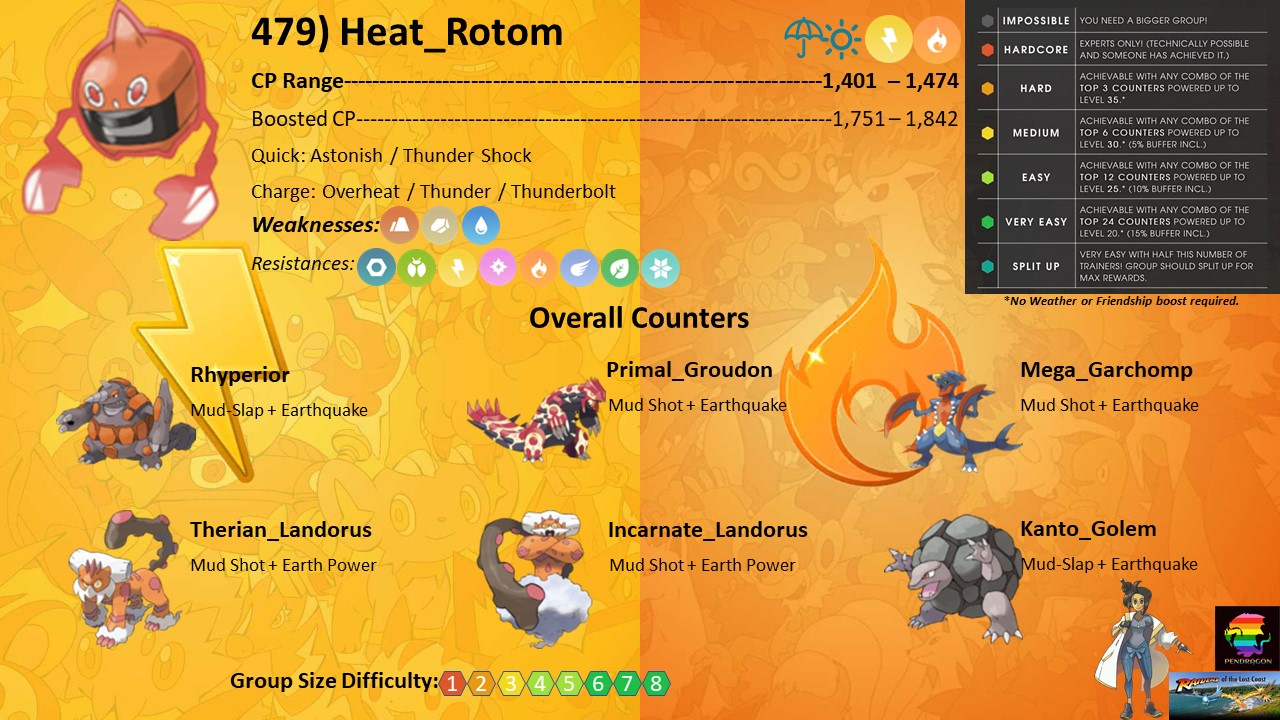 479) Heat_Rotom
CP Range----------------------------------------------------------------------1,401 – 1,474
Boosted CP----------------------------------------------------------------------1,751 – 1,842
Quick: Astonish / Thunder Shock
Charge: Overheat / Thunder / Thunderbolt
Weaknesses:
Resistances:
IMPOSSIBLE YOU NEED A BIGGER GROUP!
HARDCORE EXPERTS ONLY! (TECHNICALLY POSSIBLE
AND SOMEONE HAS ACHIEVED IT.)
HARD ACHIEVABLE WITH ANY COMBO OF THE
TOP 3 COUNTERS POWERED UP TO
LEVEL 35.*
MEDIUM ACHIEVABLE WITH ANY COMBO OF THE
TOP 6 COUNTERS POWERED UP TO
LEVEL 30.* (5% BUFFER INCL.)
EASY ACHIEVABLE WITH ANY COMBO OF THE
TOP 12 COUNTERS POWERED UP TO
LEVEL 25.* (10% BUFFER INCL.)
VERY EASY ACHIEVABLE WITH ANY COMBO OF THE
TOP 24 COUNTERS POWERED UP TO
LEVEL 20.* (15% BUFFER INCL.)
SPLIT UP VERY EASY WITH HALF THIS NUMBER OF
TRAINERS! GROUP SHOULD SPLIT UP FOR
MAX REWARDS.
*No Weather or Friendship boost required.
Overall Counters
Rhyperior
Mud-Slap + Earthquake
Primal_Groudon
Mud Shot + Earthquake
Mega_Garchomp
Mud Shot + Earthquake
Therian_Landorus
Mud Shot + Earth Power
Incarnate_Landorus
Mud Shot + Earth Power
Kanto_Golem
Mud-Slap + Earthquake
Group Size Difficulty: 1 2 3 4 5 6 7 8
PENDRAGON
RAIDERS of the Lost Coast